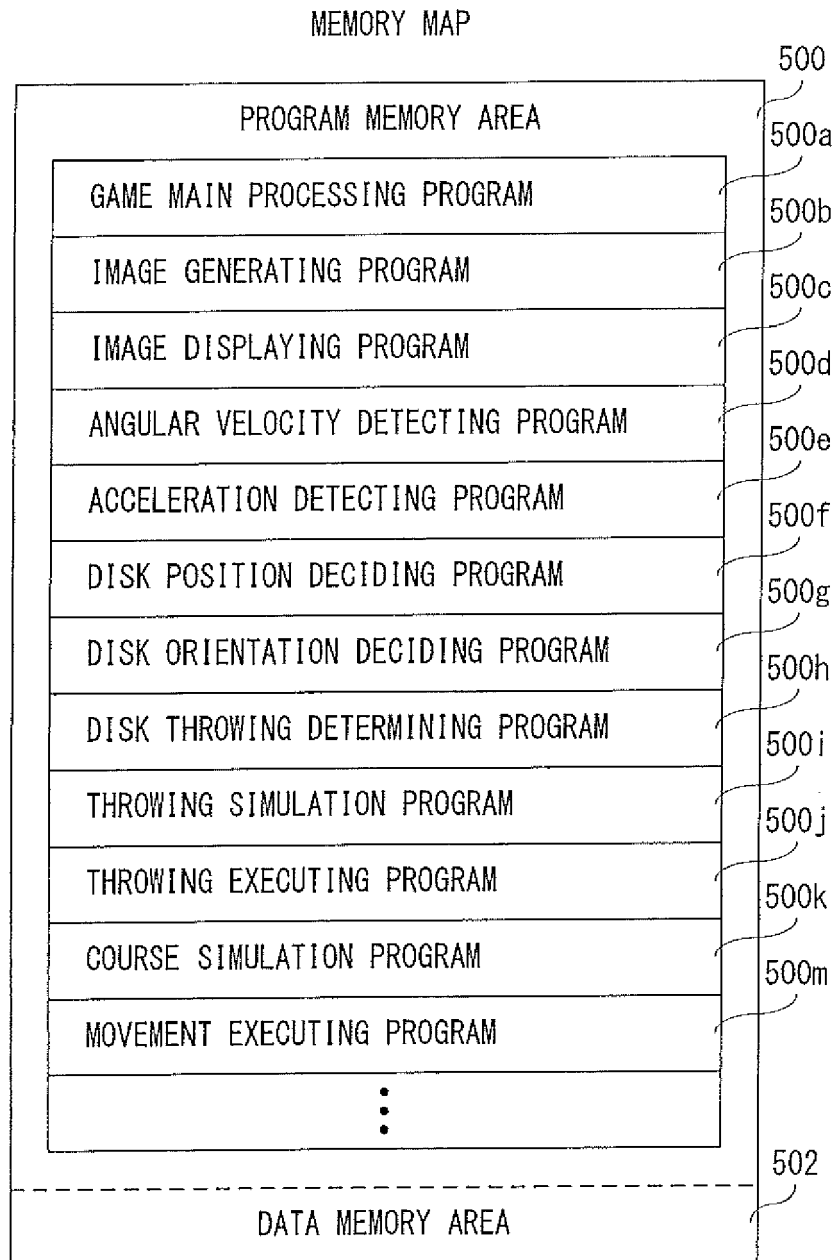 MEMORY MAP
500
PROGRAM MEMORY AREA
500a
GAME MAIN PROCESSING PROGRAM
500b
IMAGE GENERATING PROGRAM
500c
IMAGE DISPLAYING PROGRAM
500d
ANGULAR VELOCITY DETECTING PROGRAM
500e
ACCELERATION DETECTING PROGRAM
500f
DISK POSITION DECIDING PROGRAM
500g
DISK ORIENTATION DECIDING PROGRAM
500h
DISK THROWING DETERMINING PROGRAM
500i
THROWING SIMULATION PROGRAM
500j
THROWING EXECUTING PROGRAM
500k
COURSE SIMULATION PROGRAM
500m
MOVEMENT EXECUTING PROGRAM
502
DATA MEMORY AREA